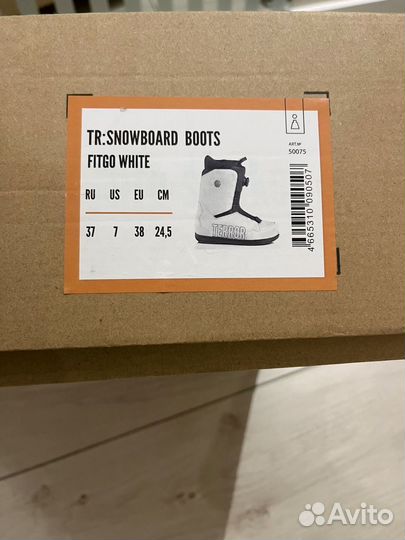 TR:SNOWBOARD BOOTS
FITGO WHITE
RU US EU CM
37 7 38 24,5
TERROR
ART.№
50075
4665310090507
Avito